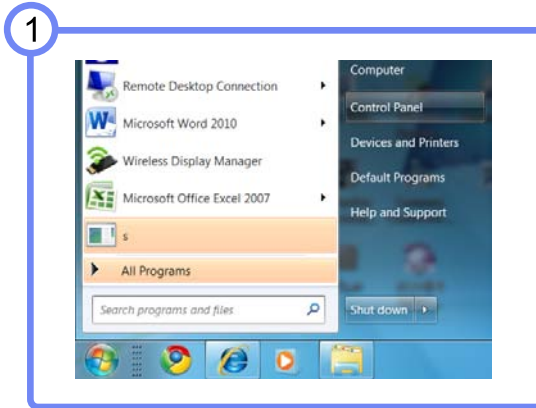 1
Remote Desktop Connection
Microsoft Word 2010
Wireless Display Manager
Microsoft Office Excel 2007
s
All Programs
Search programs and files
Computer
Control Panel
Devices and Printers
Default Programs
Help and Support
Shut down